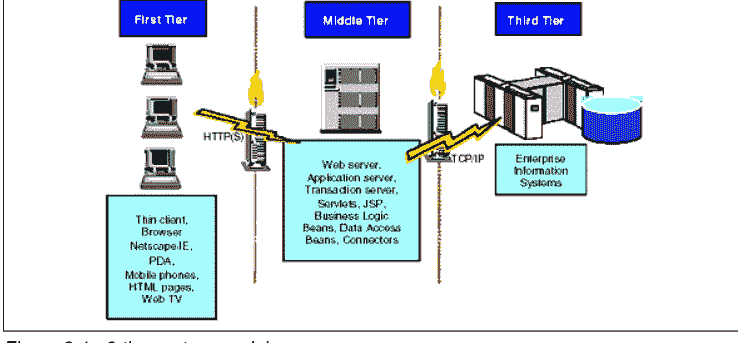 First Tier
Middle Tier
Third Tier
HTTP(S)
TCP/IP
Thin client,
Browser
Netscape-IE,
PDA,
Mobile phones,
HTML pages,
Web TV
Web server,
Application server,
Transaction server,
Servlets, JSP,
Business Logic
Beans, Data Access
Beans, Connectors
Enterprise
Information
Systems